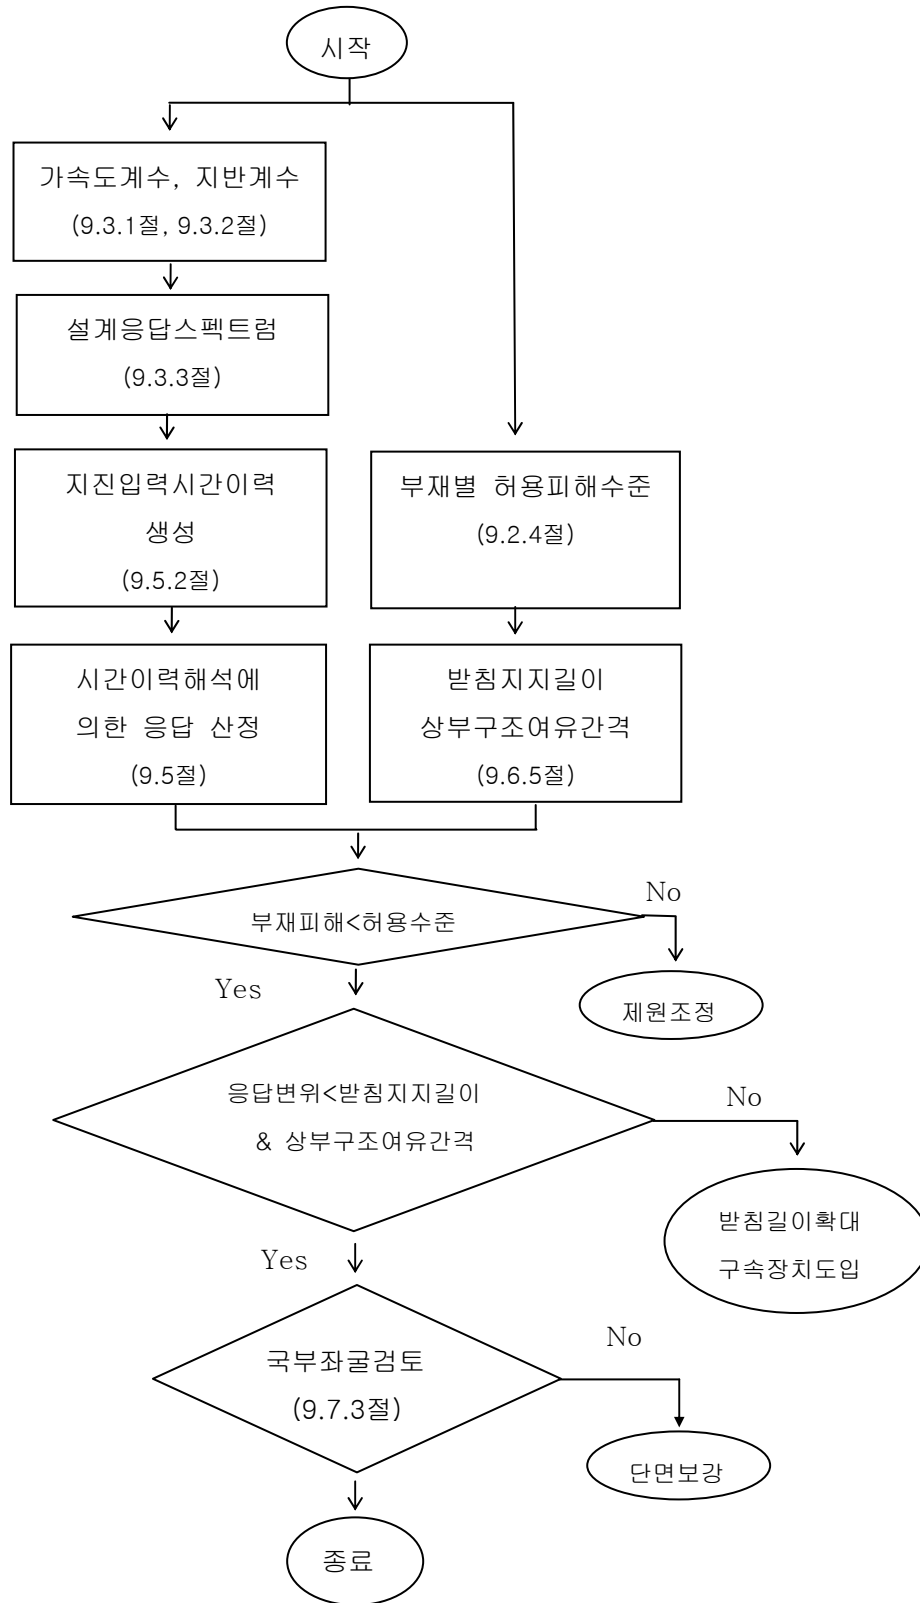 시작
가속도계수, 지반계수
(9.3.1절, 9.3.2절)
설계응답스펙트럼
(9.3.3절)
지진입력시간이력
생성
(9.5.2절)
부재별 허용피해수준
(9.2.4절)
시간이력해석에
의한 응답 산정
(9.5절)
받침지지길이
상부구조여유간격
(9.6.5절)
부재피해<허용수준
No
Yes
제원조정
응답변위<받침지지길이
& 상부구조여유간격
No
Yes
받침길이확대
구속장치도입
국부좌굴검토
(9.7.3절)
No
단면보강
종료